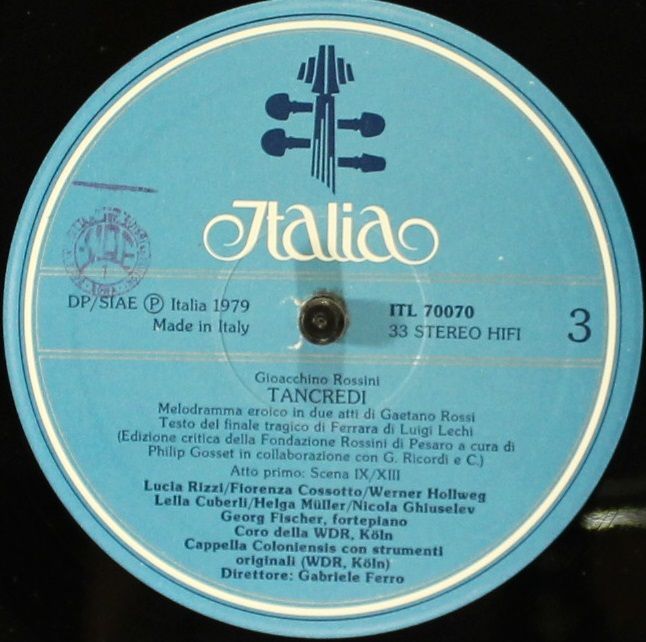 Italia
DP/SIAE Ⓟ Italia 1979
Made in Italy
ITL 70070
33 STEREO HIFI
3
Gioacchino Rossini
TANCREDI
Melodramma eroico in due atti di Gaetano Rossi
Testo del finale tragico di Ferrara di Luigi Lechi
(Edizione critica della Fondazione Rossini di Pesaro a cura di
Philip Gosset in collaborazione con G. Ricordi e C.)
Atto primo: Scena IX/XIII
Lucia Rizzi/Fiorenza Cossotto/Werner Hollweg
Lella Cuberli/Helga Müller/Nicola Ghiuselev
Georg Fischer, fortepiano
Coro della WDR, Köln
Cappella Coloniensis con strumenti
originali (WDR, Köln)
Direttore: Gabriele Ferro